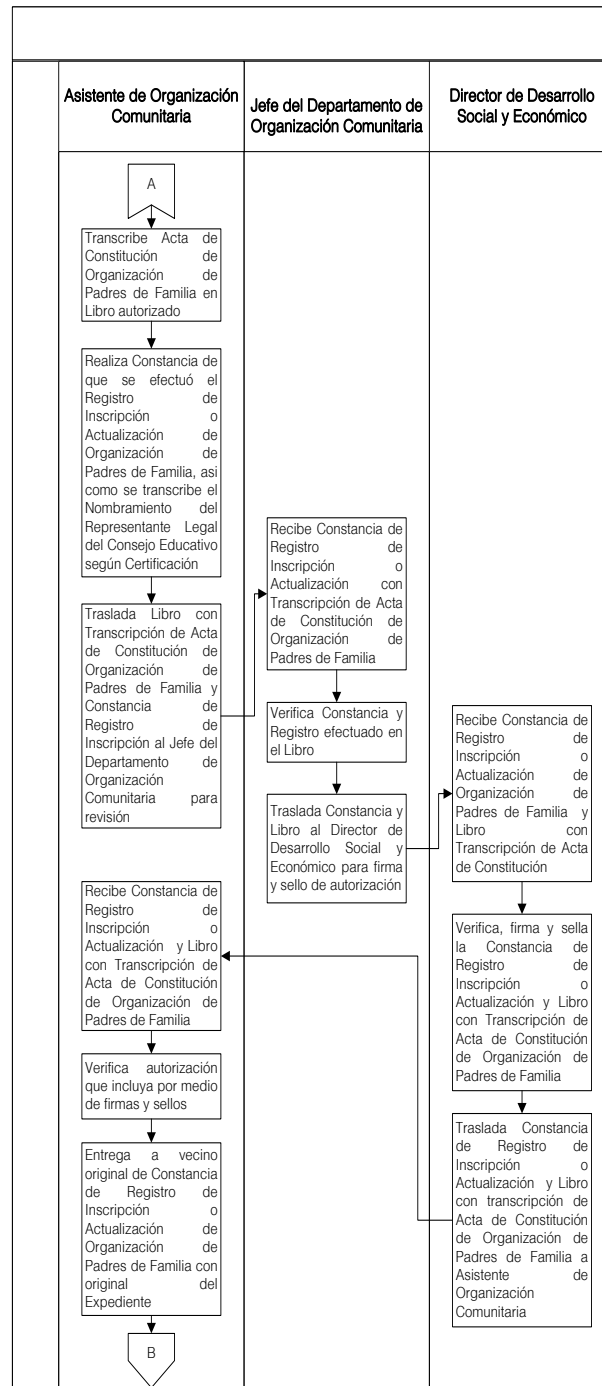 Asistente de Organización
Comunitaria
Jefe del Departamento de
Organización Comunitaria
Director de Desarrollo
Social y Económico
A
Transcribe Acta de
Constitución de
Organización de
Padres de Familia en
Libro autorizado
Realiza Constancia de
que se efectuó el
Registro de
Inscripción o
Actualización de
Organización de
Padres de Familia, asi
como se transcribe el
Nombramiento del
Representante Legal
del Consejo Educativo
según Certificación
Traslada Libro con
Transcripción de Acta
de Constitución de
Organización de
Padres de Familia y
Constancia de
Registro de
Inscripción al Jefe del
Departamento de
Organización
Comunitaria para
revisión
Recibe Constancia de
Registro de
Inscripción o
Actualización con
Transcripción de Acta
de Constitución de
Organización de
Padres de Familia
Verifica Constancia y
Registro efectuado en
el Libro
Traslada Constancia y
Libro al Director de
Desarrollo Social y
Económico para firma
y sello de autorización
Recibe Constancia de
Registro de
Inscripción o
Actualización de
Organización de
Padres de Familia y
Libro con
Transcripción de Acta
de Constitución
Verifica, firma y sella
la Constancia de
Registro de
Inscripción o
Actualización y Libro
con Transcripción de
Acta de Constitución
de Organización de
Padres de Familia
Traslada Constancia
de Registro de
Inscripción o
Actualización y Libro
con transcripción de
Acta de Constitución
de Organización de
Padres de Familia a
Asistente de
Organización
Comunitaria
Recibe Constancia de
Registro de
Inscripción o
Actualización y Libro
con Transcripción de
Acta de Constitución
de Organización de
Padres de Familia
Verifica autorización
que incluya por medio
de firmas y sellos
Entrega a vecino
original de Constancia
de Registro de
Inscripción o
Actualización de
Organización de
Padres de Familia con
original del
Expediente
B